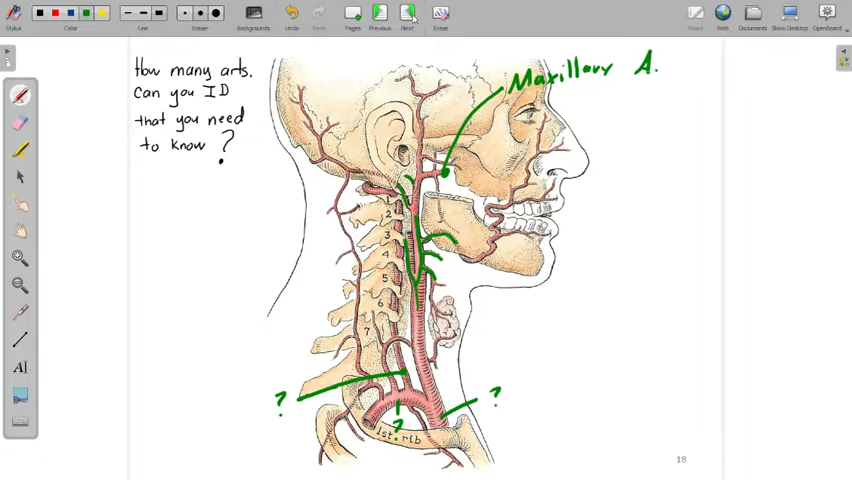 Stylus
Color
Line
Eraser
Backgrounds
Undo
Redo
Pages
Previous
Next
Erase
Board
Web
Documents
Show Desktop
OpenBoard
How many arts.
can you ID
that you need
to know ?
Maxillary A.
1
2
3
4
5
6
7
?
?
?
1st. rib
18